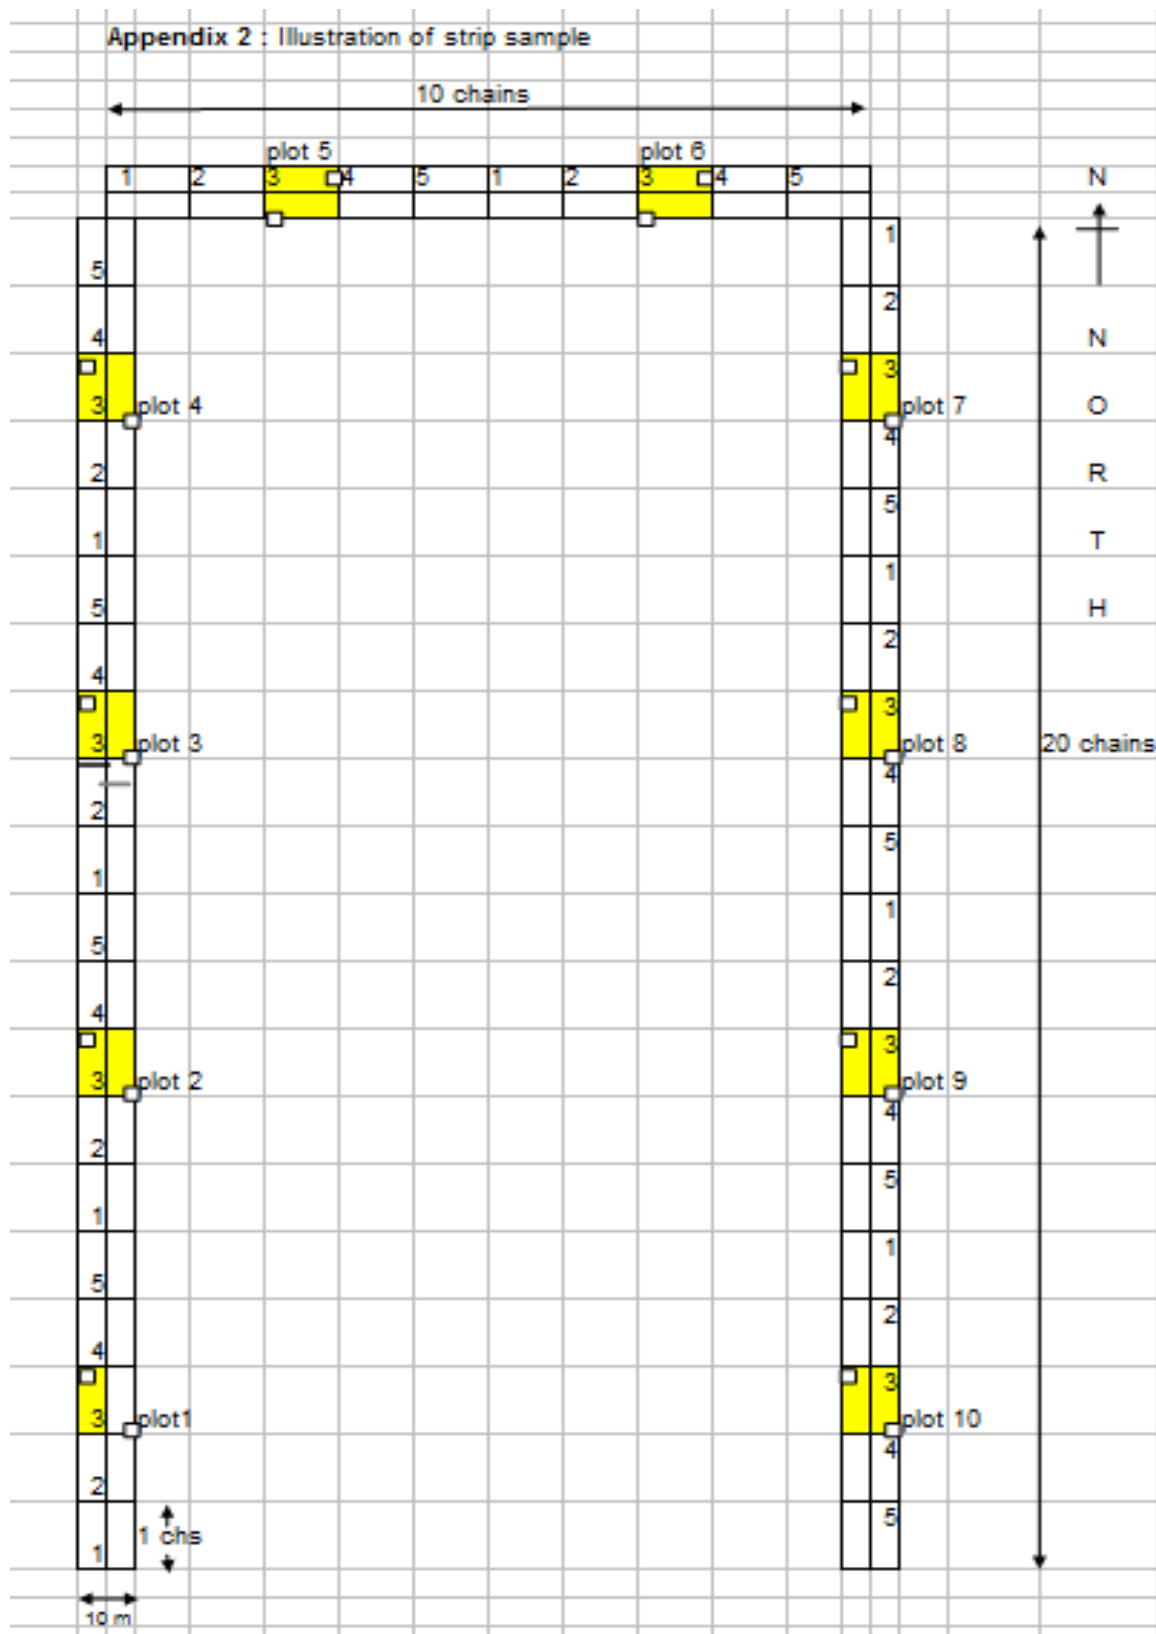 Appendix 2 : Illustration of strip sample
10 chains
plot 5 plot 6
1 2 3 4 5 1 2 3 4 5 N
1
5
2
4 N
3
3 plot 4 plot 7 O
4
2 R
5
1 T
1
5 H
2
4
3
3 plot 3 plot 8 20 chains
4
2
5
1
1
5
2
4
3
3 plot 2 plot 9
4
2
5
1
1
5
2
4
3
3 plot1 plot 10
4
2
5
1 chs
1
10 m